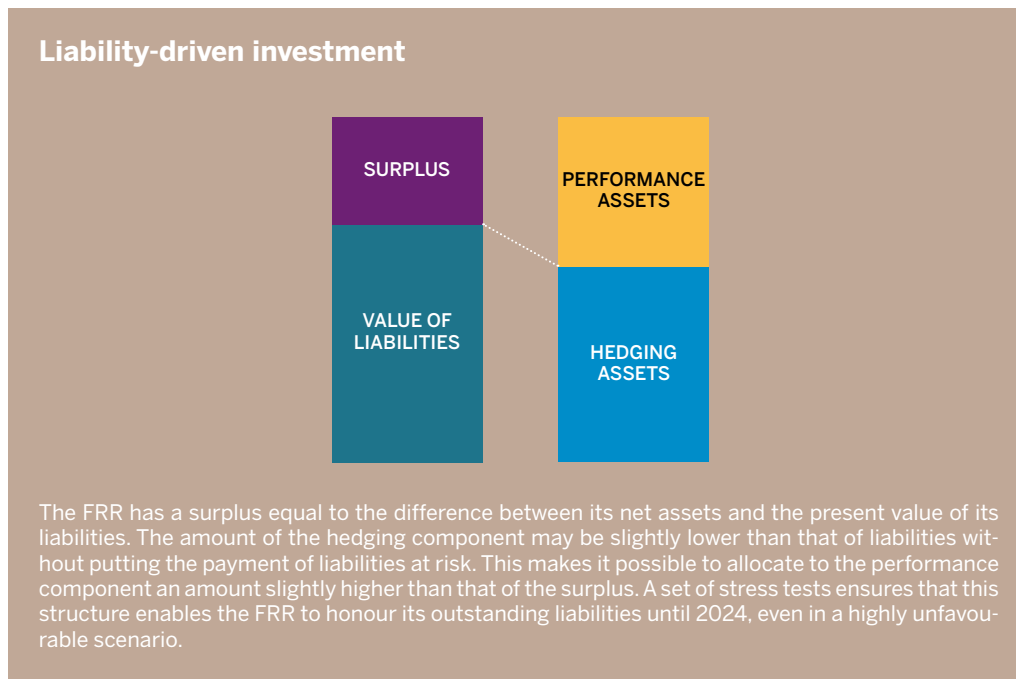 Liability-driven investment
SURPLUS
VALUE OF
LIABILITIES
PERFORMANCE
ASSETS
HEDGING
ASSETS
The FRR has a surplus equal to the difference between its net assets and the present value of its
liabilities. The amount of the hedging component may be slightly lower than that of liabilities wit-
hout putting the payment of liabilities at risk. This makes it possible to allocate to the performance
component an amount slightly higher than that of the surplus. A set of stress tests ensures that this
structure enables the FRR to honour its outstanding liabilities until 2024, even in a highly unfavou-
rable scenario.